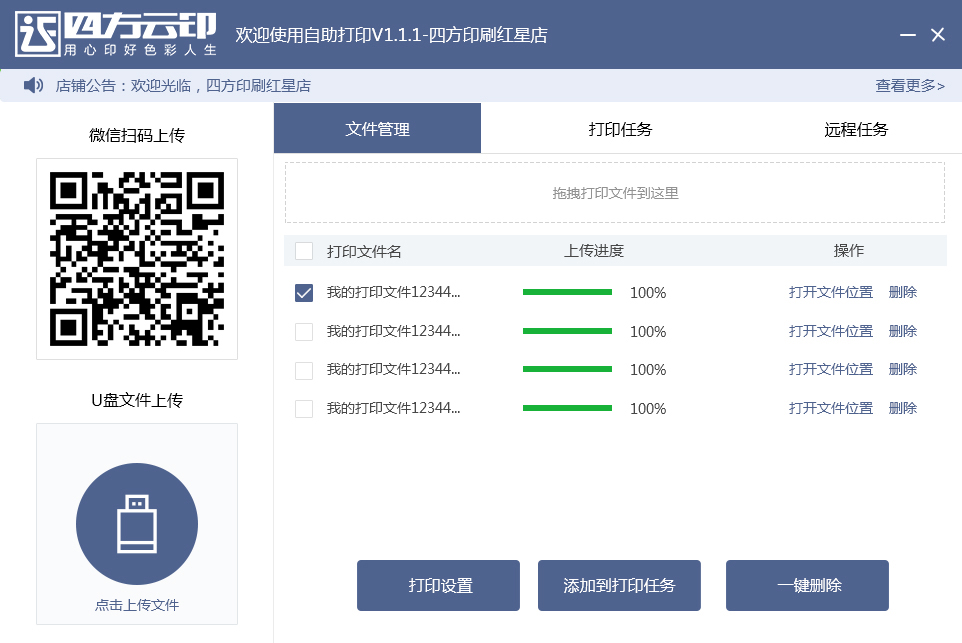 四方云印
用心印好色彩人生
欢迎使用自助打印V1.1.1-四方印刷红星店
店铺公告：欢迎光临，四方印刷红星店
查看更多>
微信扫码上传
U盘文件上传
点击上传文件
文件管理 打印任务 远程任务
拖拽打印文件到这里
打印文件名 上传进度 操作
我的打印文件12344... 100% 打开文件位置 删除
我的打印文件12344... 100% 打开文件位置 删除
我的打印文件12344... 100% 打开文件位置 删除
我的打印文件12344... 100% 打开文件位置 删除
打印设置 添加到打印任务 一键删除